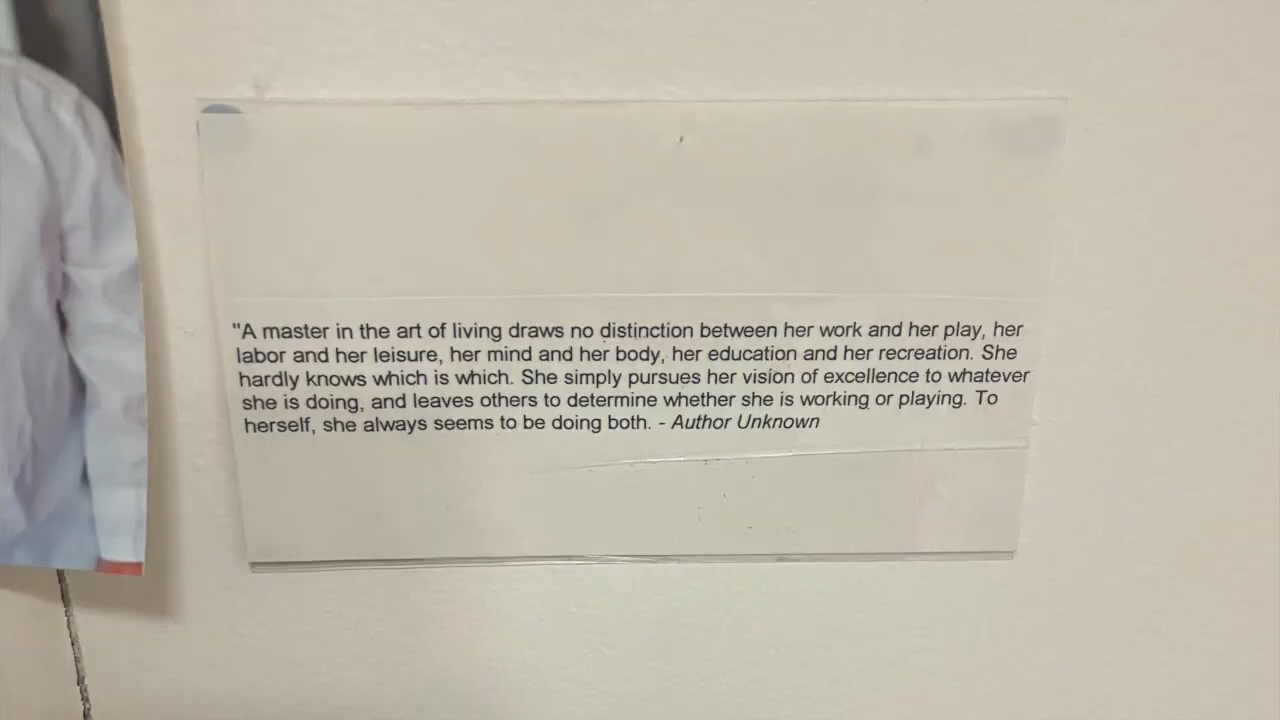 "A master in the art of living draws no distinction between her work and her play, her
labor and her leisure, her mind and her body, her education and her recreation. She
hardly knows which is which. She simply pursues her vision of excellence to whatever
she is doing, and leaves others to determine whether she is working or playing. To
herself, she always seems to be doing both. - Author Unknown